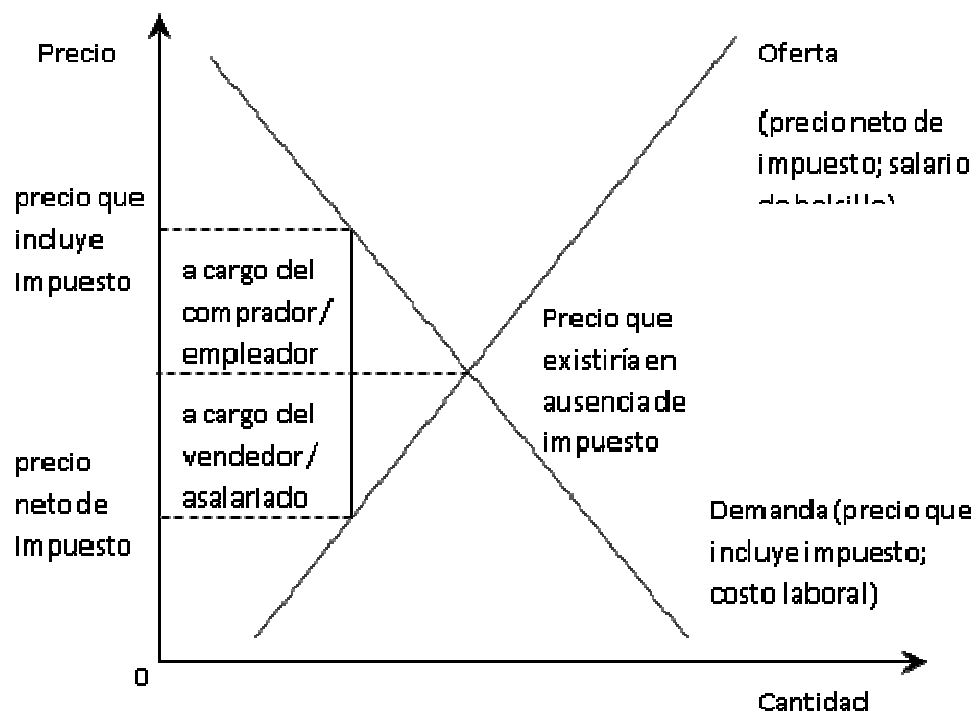 Precio
Oferta
(precio neto de
impuesto; salario
precio que
incluye
Impuesto
a cargo del
comprador/
empleador
Precio que
existiría en
ausencia de
impuesto
a cargo del
vendedor/
asalariado
precio
neto de
Impuesto
Demanda (precio que
incluye impuesto;
costo laboral)
0
Cantidad